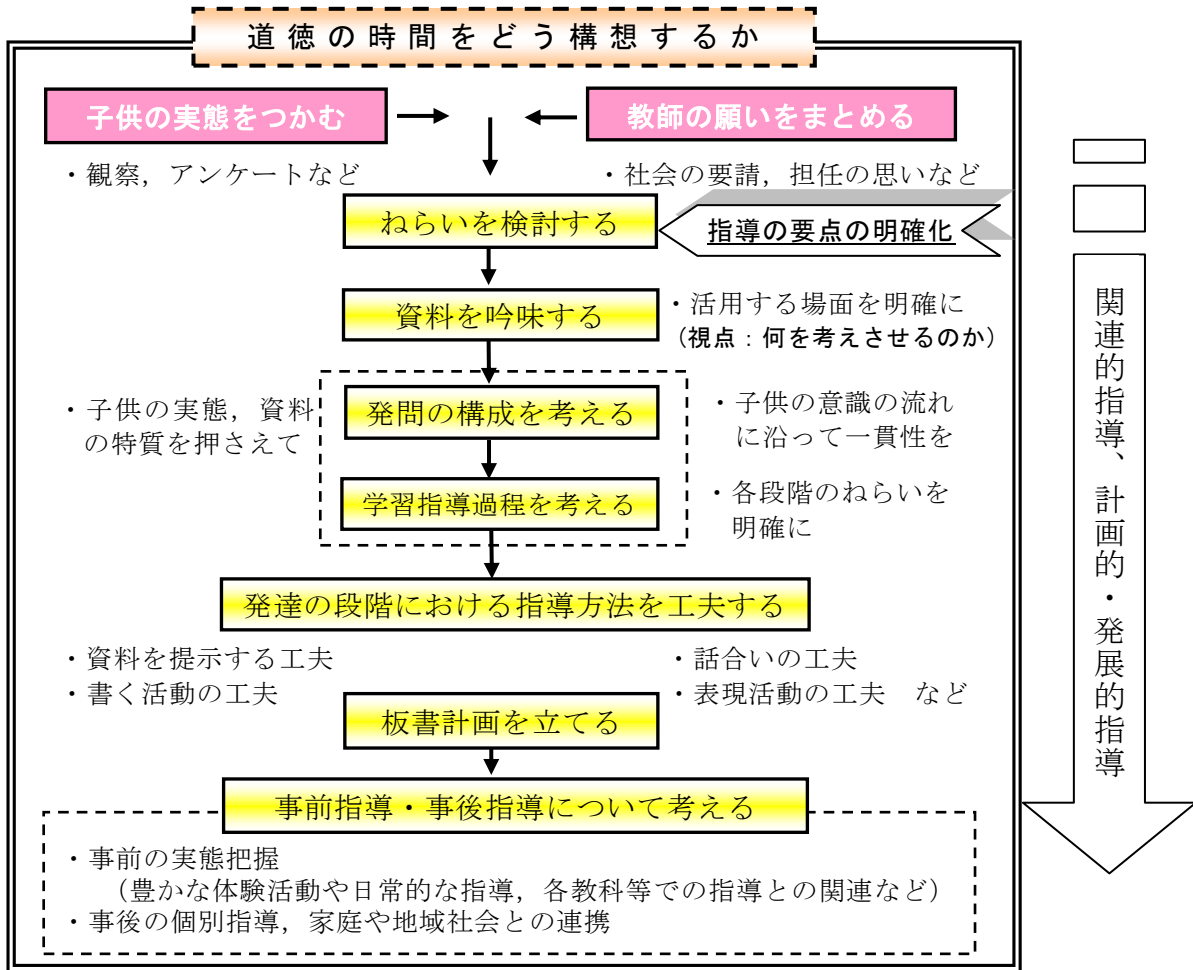 道徳の時間をどう構想するか
子供の実態をつかむ
教師の願いをまとめる
・観察，アンケートなど
・社会の要請，担任の思いなど
ねらいを検討する
指導の要点の明確化
資料を吟味する
・活用する場面を明確に
（視点：何を考えさせるのか）
・子供の実態，資料
の特質を押さえて
発問の構成を考える
・子供の意識の流れ
に沿って一貫性を
学習指導過程を考える
・各段階のねらいを
明確に
発達の段階における指導方法を工夫する
・資料を提示する工夫
・書く活動の工夫
・話合いの工夫
・表現活動の工夫　など
板書計画を立てる
事前指導・事後指導について考える
・事前の実態把握
（豊かな体験活動や日常的な指導，各教科等での指導との関連など）
・事後の個別指導，家庭や地域社会との連携
関連的指導、計画的・発展的指導